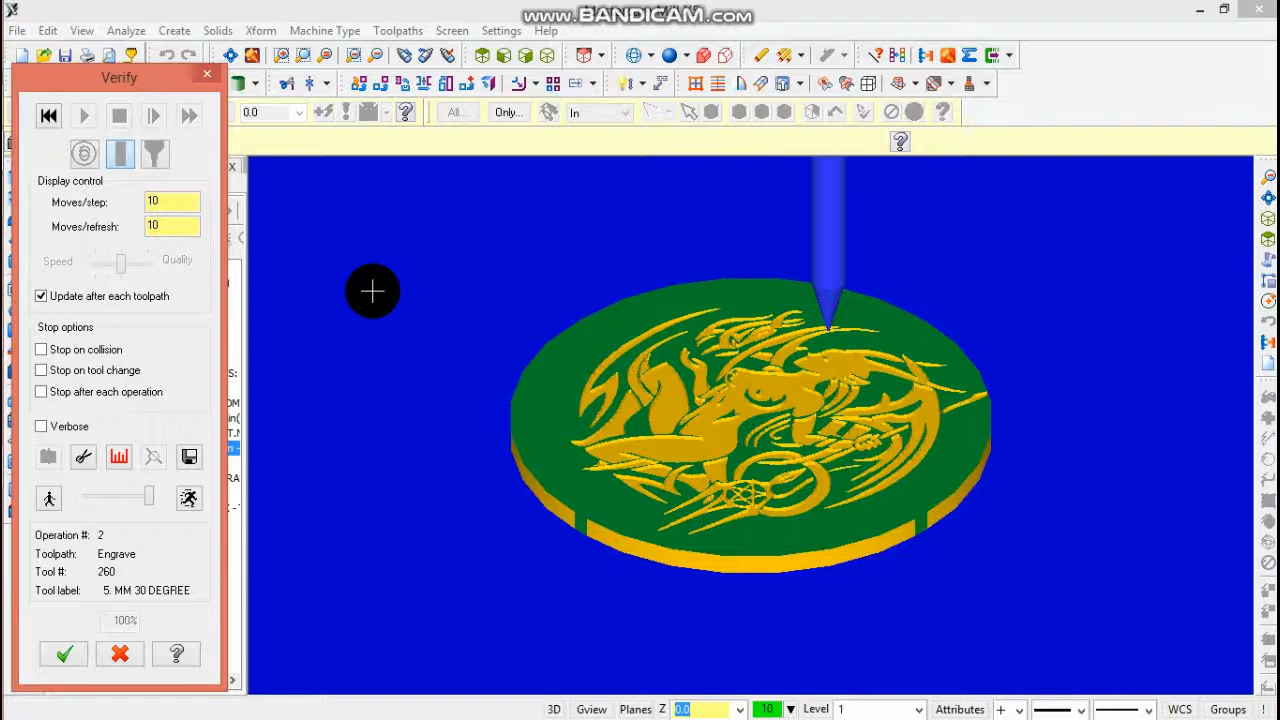 www.BANDICAM.com
File Edit View Analyze Create Solids Xform Machine Type Toolpaths Screen Settings Help
Verify
0.0
All...
Only...
In
Display control
Moves/step: 10
Moves/refresh: 10
Speed Quality
Update after each toolpath
Stop options
Stop on collision
Stop on tool change
Stop after each operation
Verbose
Operation #: 2
Toolpath: Engrave
Tool #: 260
Tool label: 5. MM 30 DEGREE
100%
3D Gview Planes Z 0.0 10 Level 1 Attributes WCS Groups